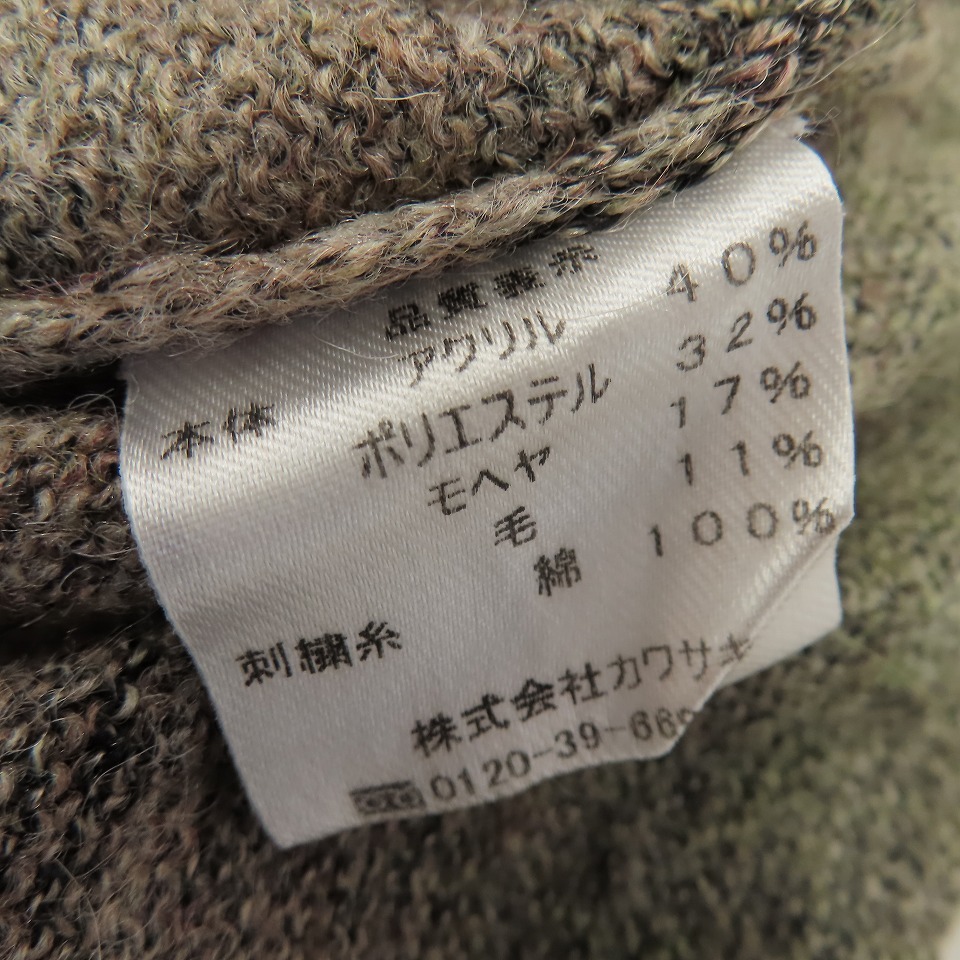 品質表示
本体 アクリル 40%
ポリエステル 32%
モヘヤ 17%
毛 11%
刺繍糸 綿 100%
株式会社カワサキ
0120-39-66